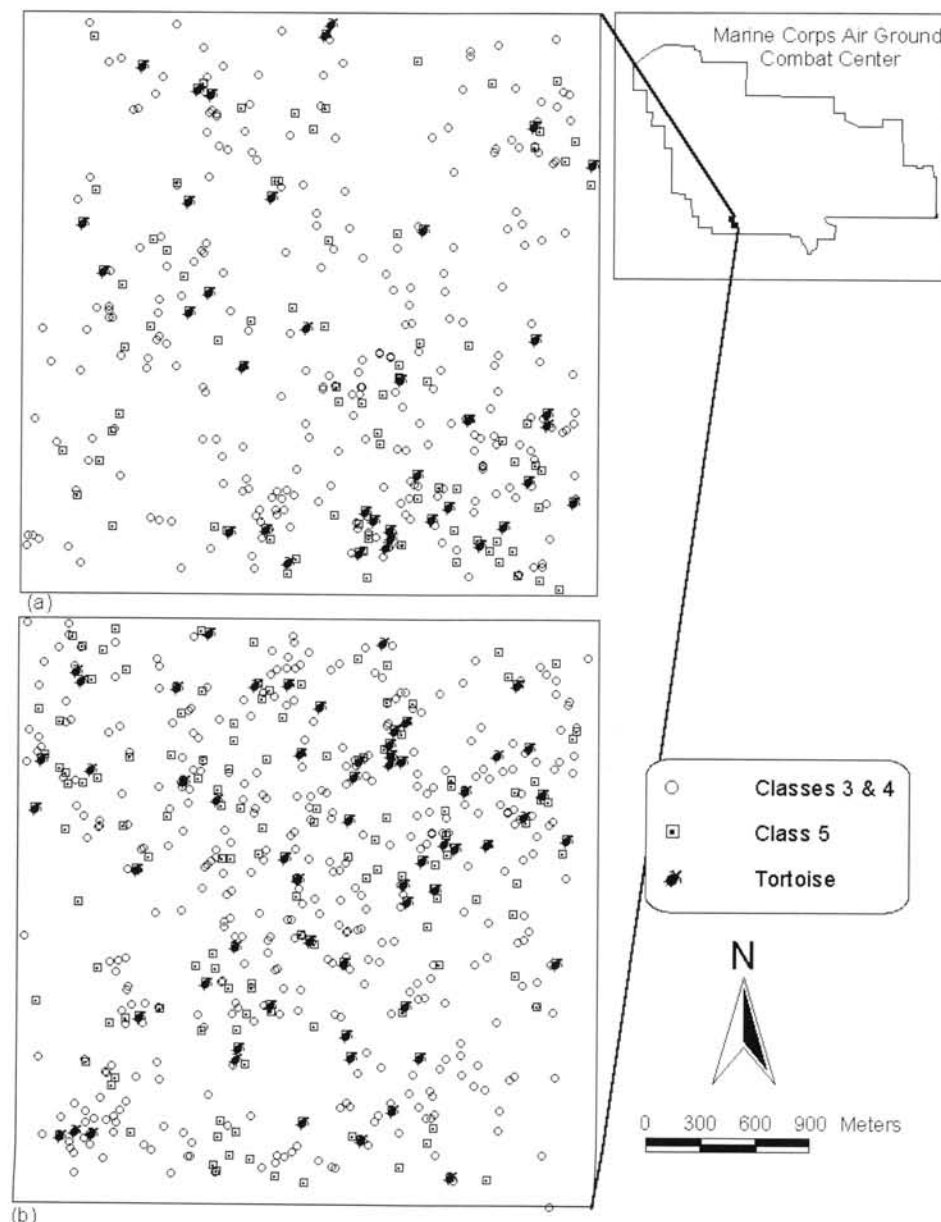 Marine Corps Air Ground
Combat Center
(a)
Classes 3 & 4
Class 5
Tortoise
N
0 300 600 900 Meters
(b)